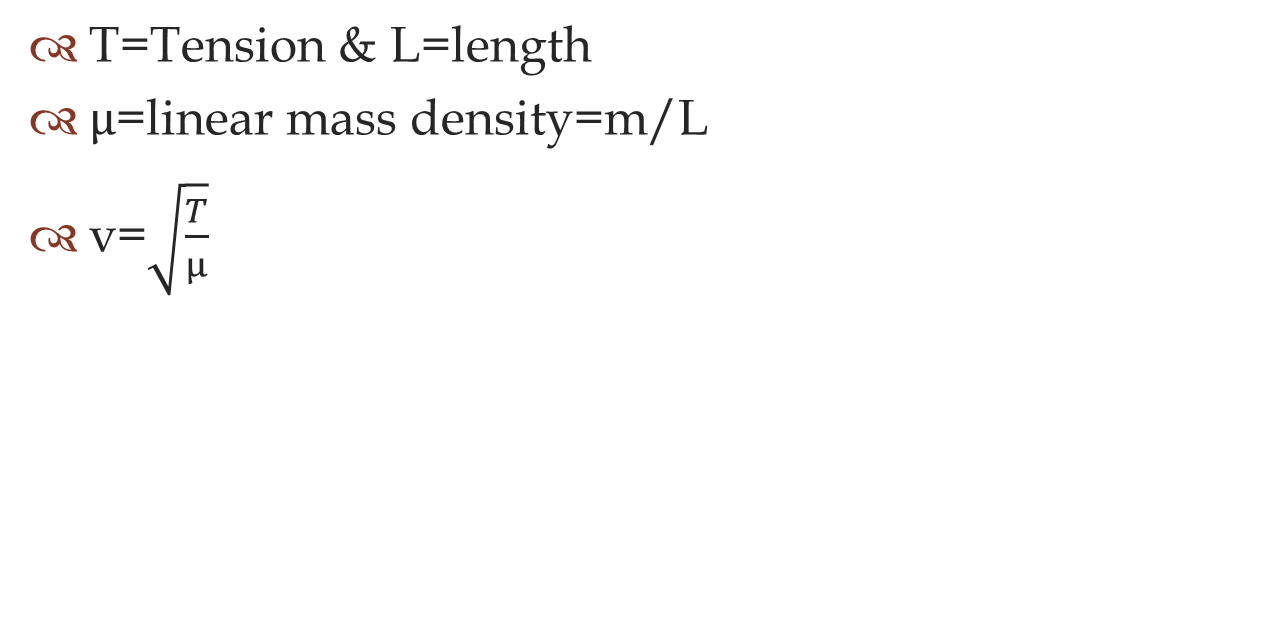 T=Tension & L=length
μ=linear mass density=m/L
v=√(T/μ)